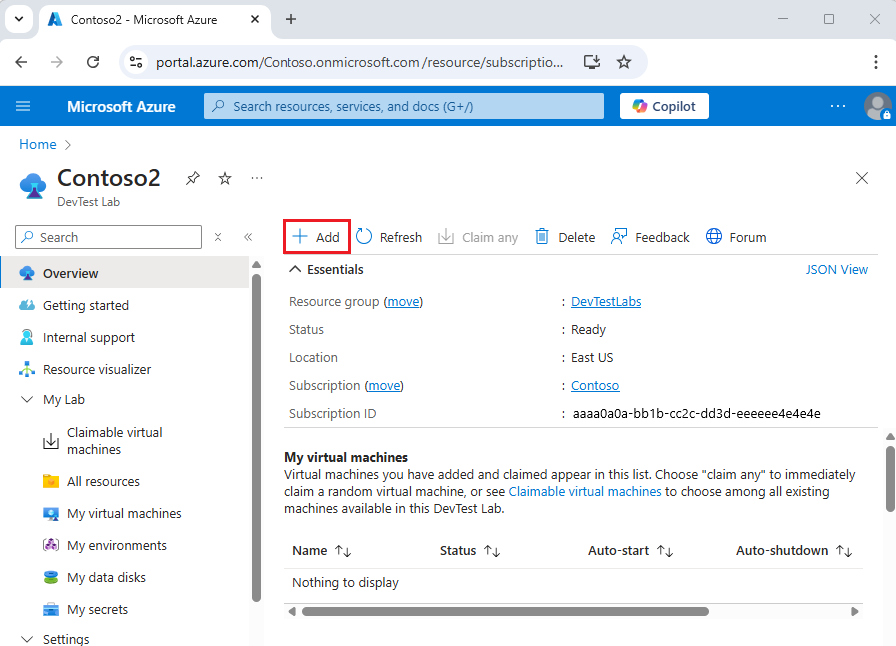 Contoso2 - Microsoft Azure
portal.azure.com/Contoso.onmicrosoft.com/resource/subscriptio...
Microsoft Azure
Search resources, services, and docs (G+/)
Copilot
Home
Contoso2
DevTest Lab
Search
Add
Refresh
Claim any
Delete
Feedback
Forum
Overview
Getting started
Internal support
Resource visualizer
My Lab
Claimable virtual
machines
All resources
My virtual machines
My environments
My data disks
My secrets
Settings
Essentials
JSON View
Resource group (move) : DevTestLabs
Status : Ready
Location : East US
Subscription (move) : Contoso
Subscription ID : aaaa0a0a-bb1b-cc2c-dd3d-eeeeee4e4e4e
My virtual machines
Virtual machines you have added and claimed appear in this list. Choose "claim any" to immediately
claim a random virtual machine, or see Claimable virtual machines to choose among all existing
machines available in this DevTest Lab.
Name Status Auto-start Auto-shutdown
Nothing to display